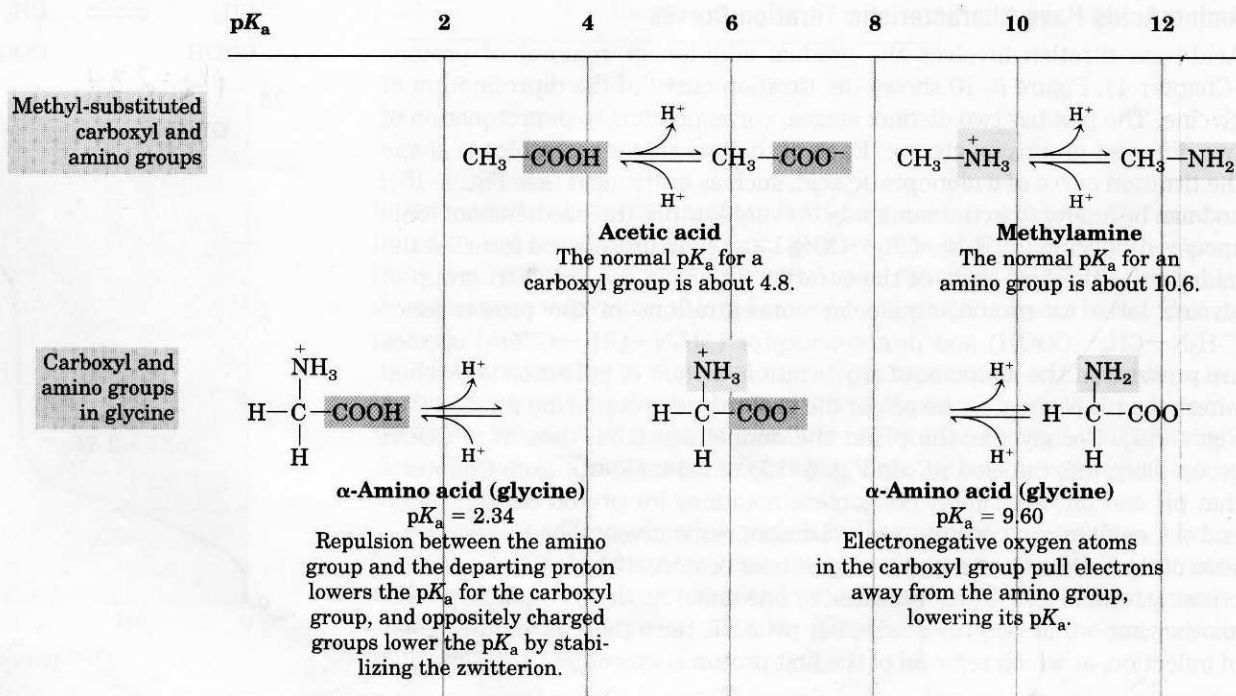 pKa 2 4 6 8 10 12
Methyl-substituted
carboxyl and
amino groups
H⁺ H⁺
CH₃—COOH CH₃—COO⁻ CH₃—N⁺H₃ CH₃—NH₂
H⁺ H⁺
Acetic acid
The normal pKa for a
carboxyl group is about 4.8.
Methylamine
The normal pKa for an
amino group is about 10.6.
Carboxyl and
amino groups
in glycine
⁺NH₃ H⁺ ⁺NH₃ H⁺ NH₂
H—C—COOH H—C—COO⁻ H—C—COO⁻
H H⁺ H H⁺ H
α-Amino acid (glycine)
pKa = 2.34
Repulsion between the amino
group and the departing proton
lowers the pKa for the carboxyl
group, and oppositely charged
groups lower the pKa by stabi-
lizing the zwitterion.
α-Amino acid (glycine)
pKa = 9.60
Electronegative oxygen atoms
in the carboxyl group pull electrons
away from the amino group,
lowering its pKa.